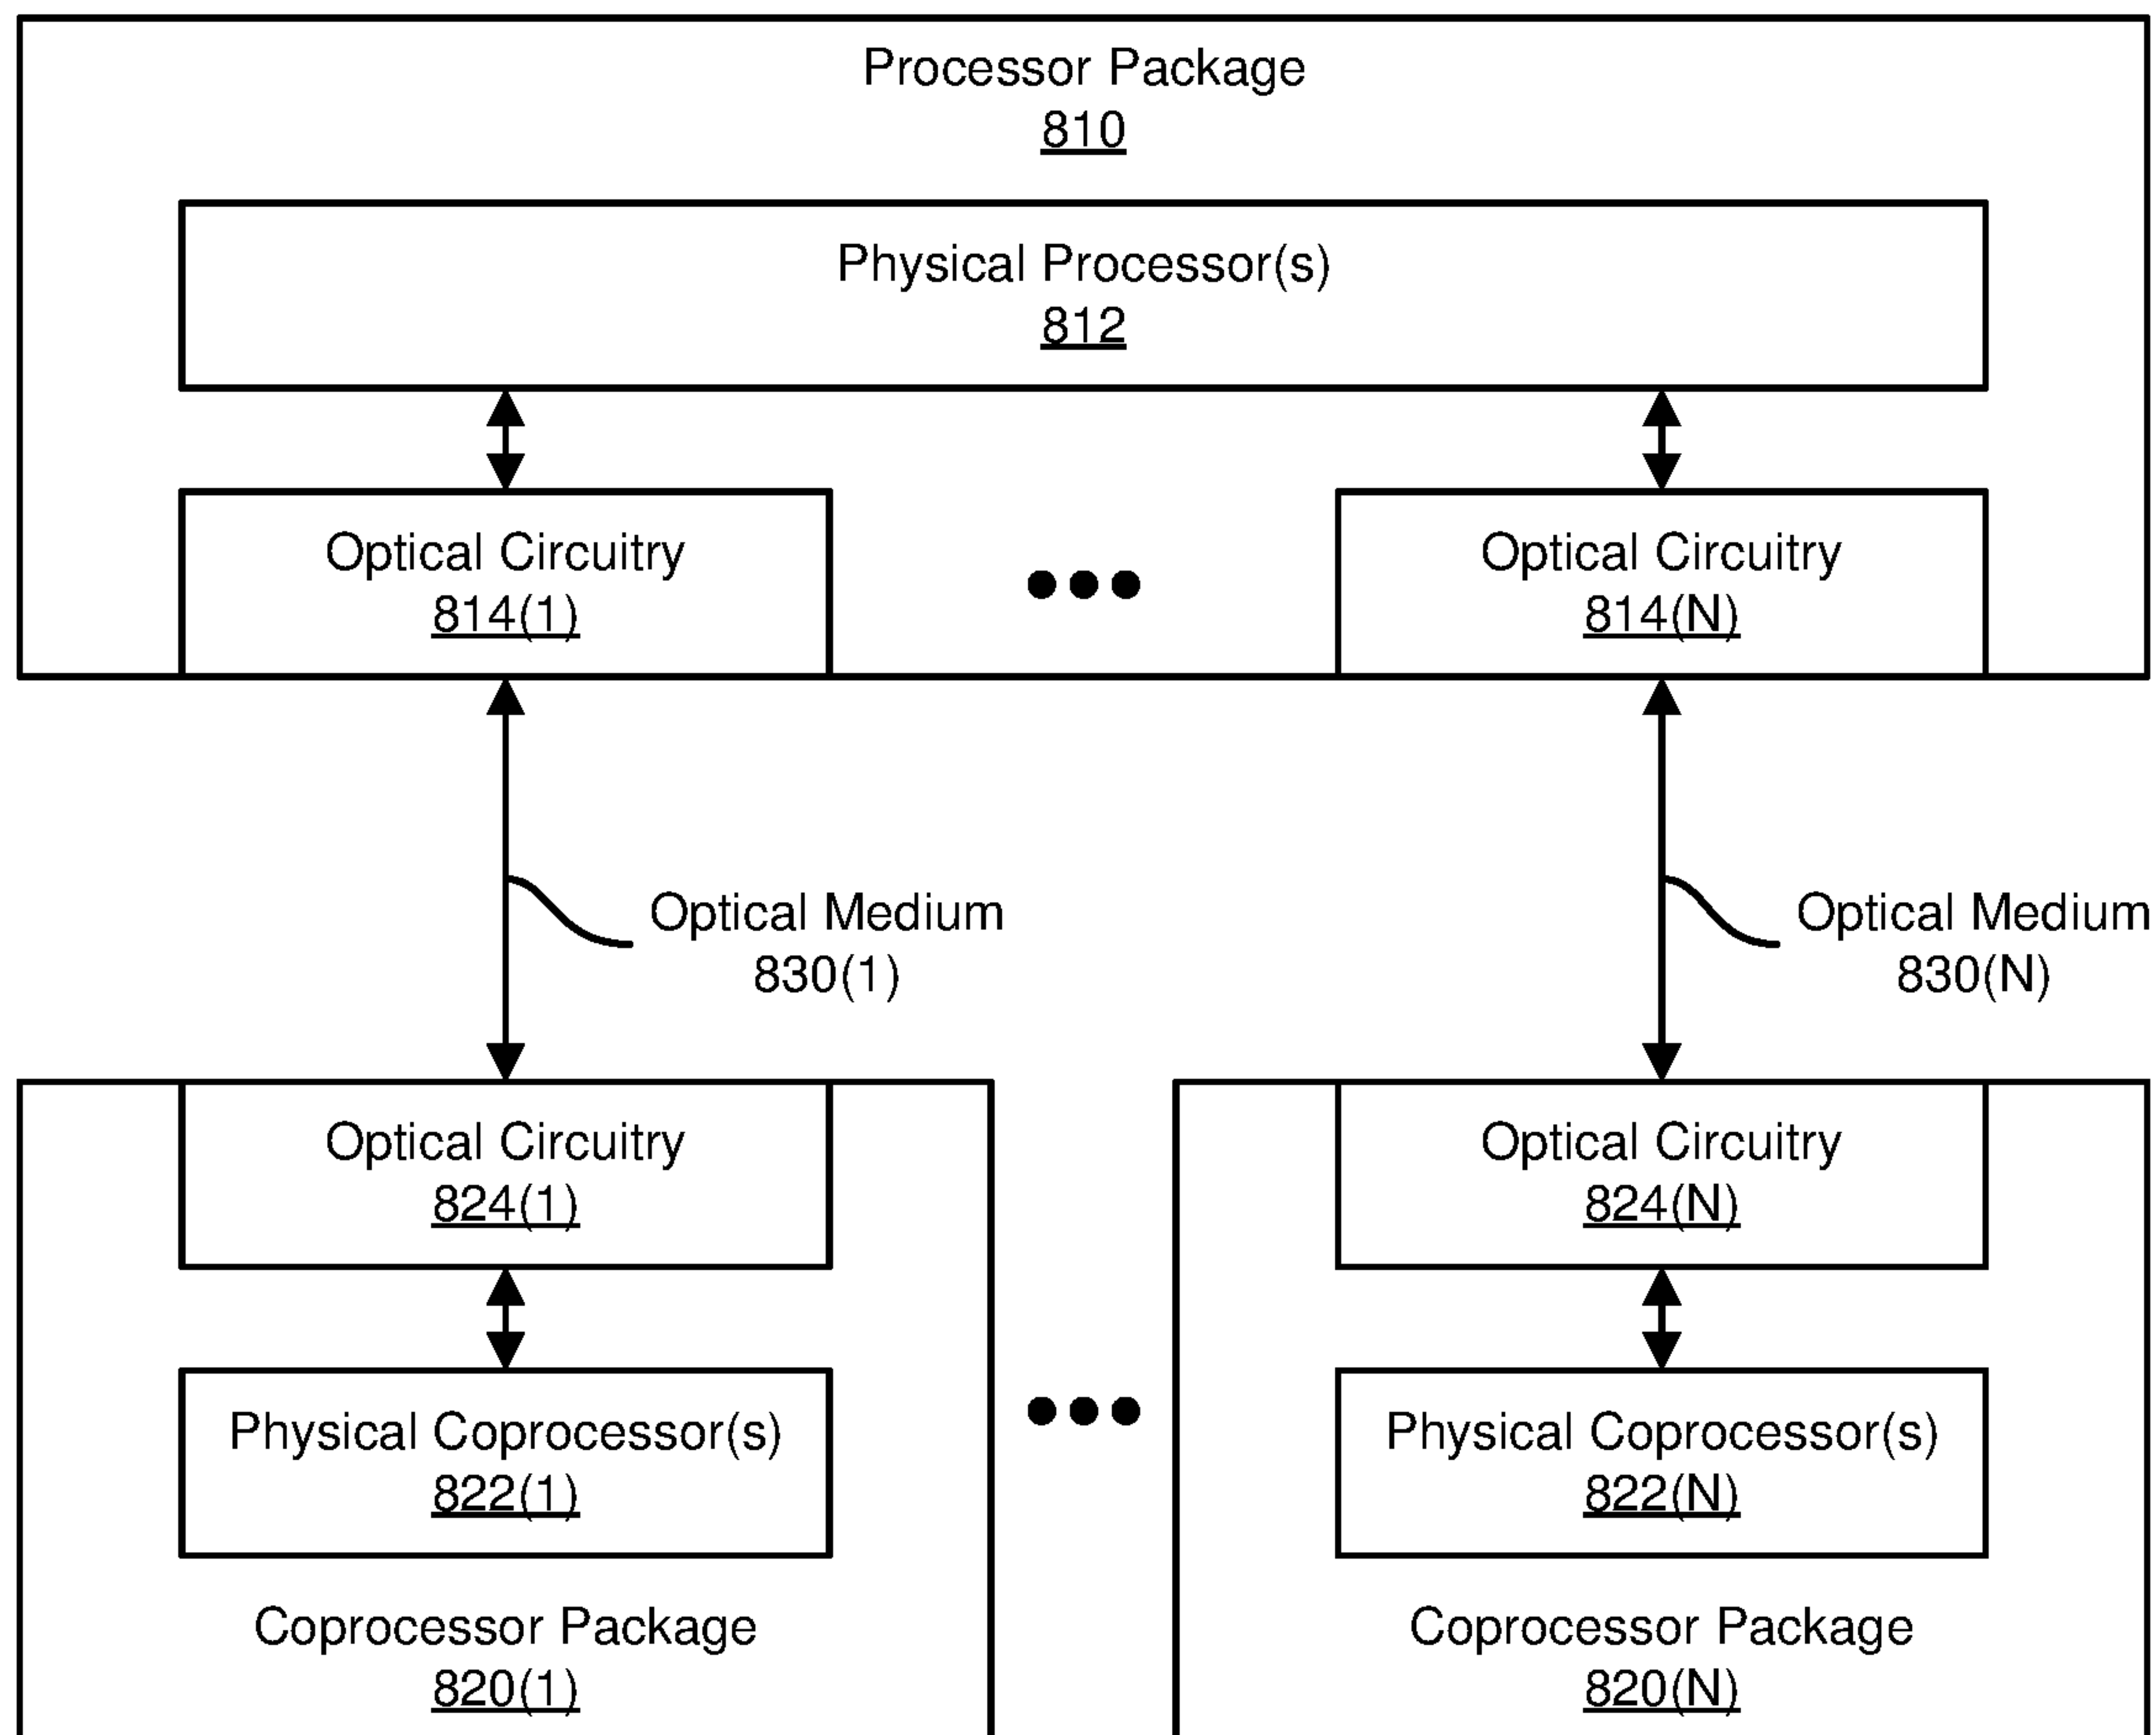 Processor Package
810
Physical Processor(s)
812
Optical Circuitry
814(1)
Optical Circuitry
814(N)
Optical Medium
830(1)
Optical Medium
830(N)
Optical Circuitry
824(1)
Optical Circuitry
824(N)
Physical Coprocessor(s)
822(1)
Physical Coprocessor(s)
822(N)
Coprocessor Package
820(1)
Coprocessor Package
820(N)